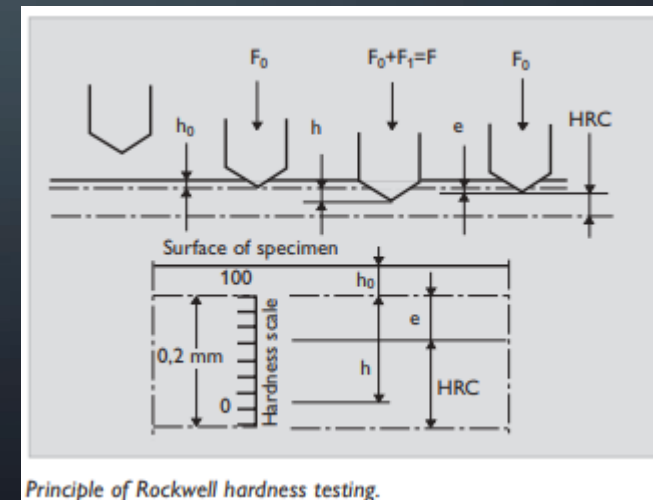 F₀ F₀+F₁=F F₀
h₀ h e HRC
Surface of specimen
100 h₀
e
0,2 mm Hardness scale h
HRC
0
Principle of Rockwell hardness testing.